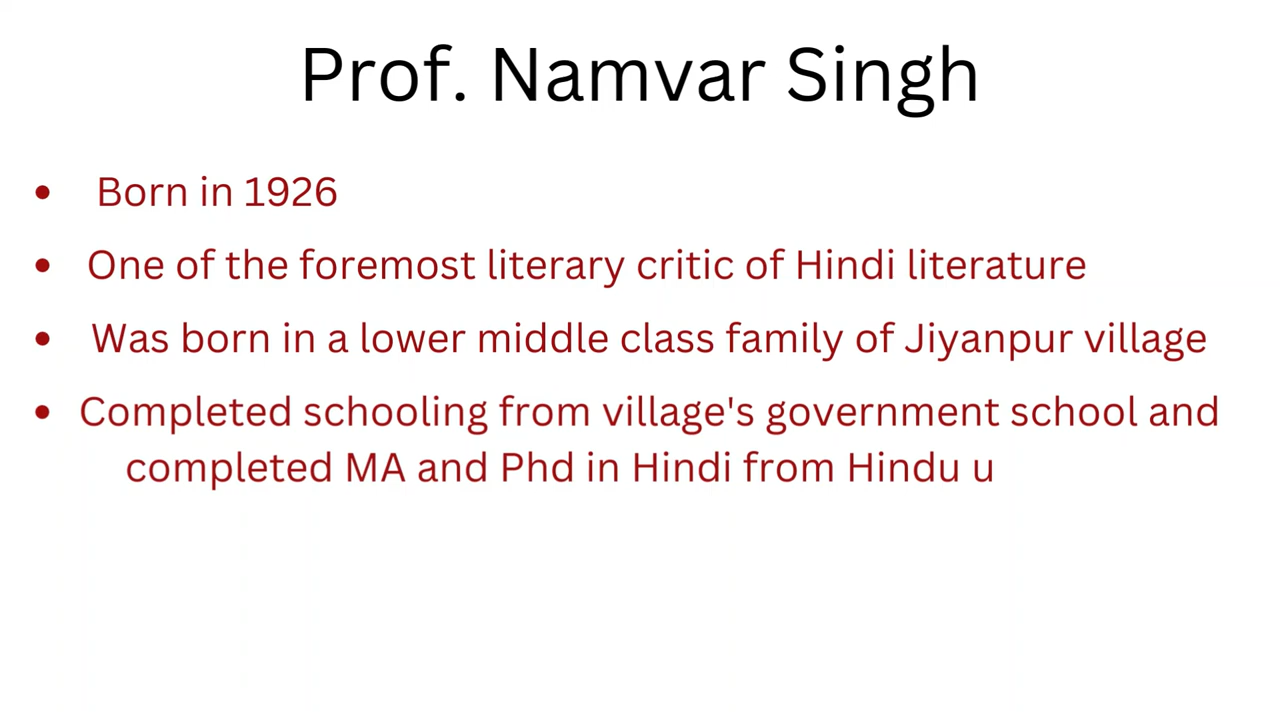 Prof. Namvar Singh
• Born in 1926
• One of the foremost literary critic of Hindi literature
• Was born in a lower middle class family of Jiyanpur village
• Completed schooling from village's government school and
completed MA and Phd in Hindi from Hindu u